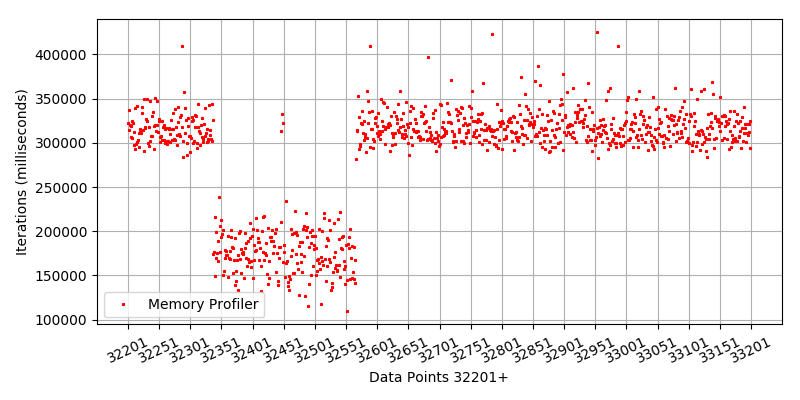 400000
350000
300000
250000
200000
150000
100000
Iterations (milliseconds)
Memory Profiler
32201 32251 32301 32351 32401 32451 32501 32551 32601 32651 32701 32751 32801 32851 32901 32951 33001 33051 33101 33151 33201
Data Points 32201+